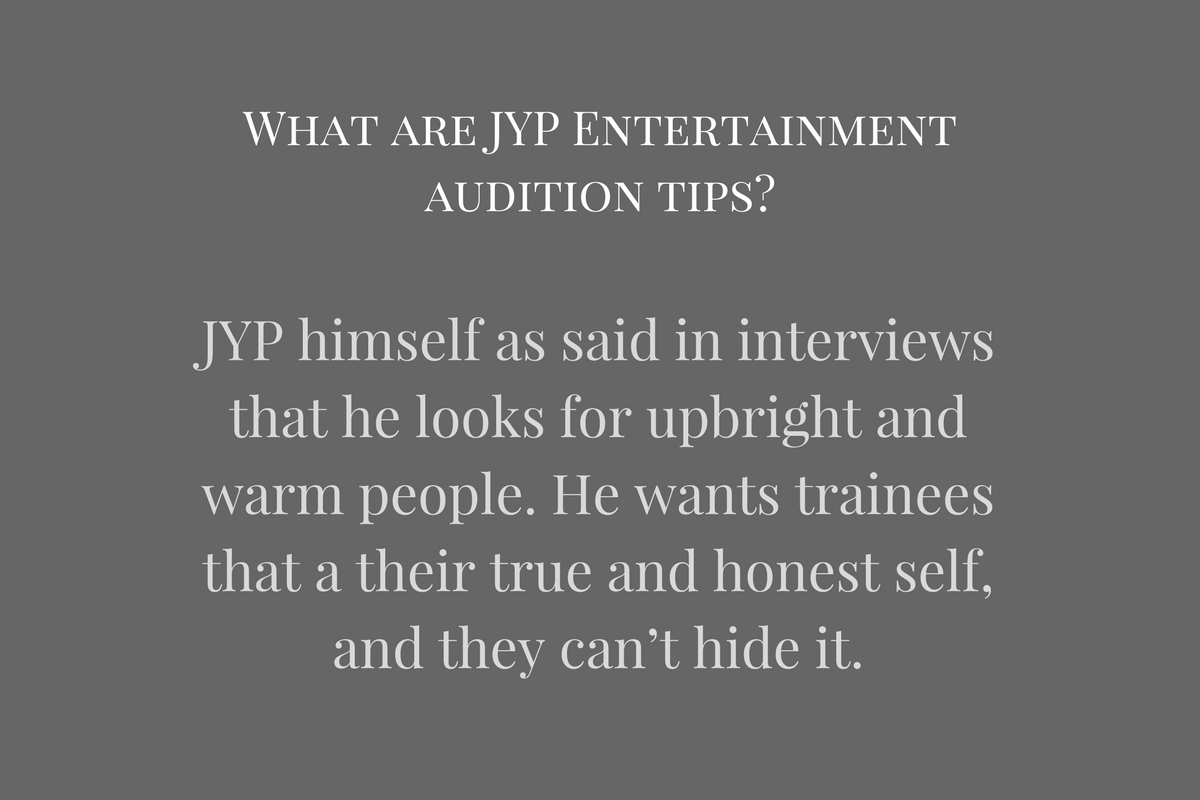 What are JYP Entertainment
audition tips?
JYP himself as said in interviews
that he looks for upbright and
warm people. He wants trainees
that a their true and honest self,
and they can’t hide it.